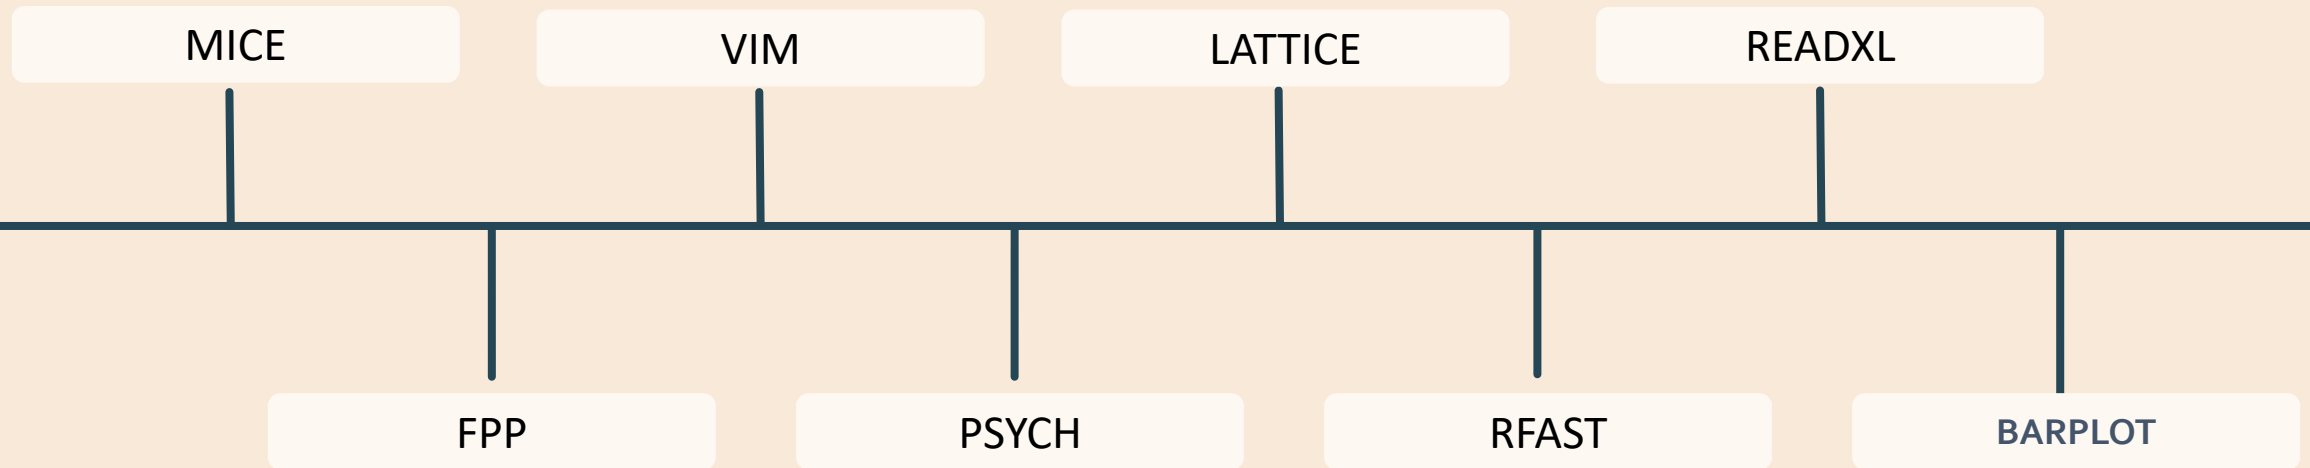 MICE
VIM
LATTICE
READXL
FPP
PSYCH
RFAST
BARPLOT